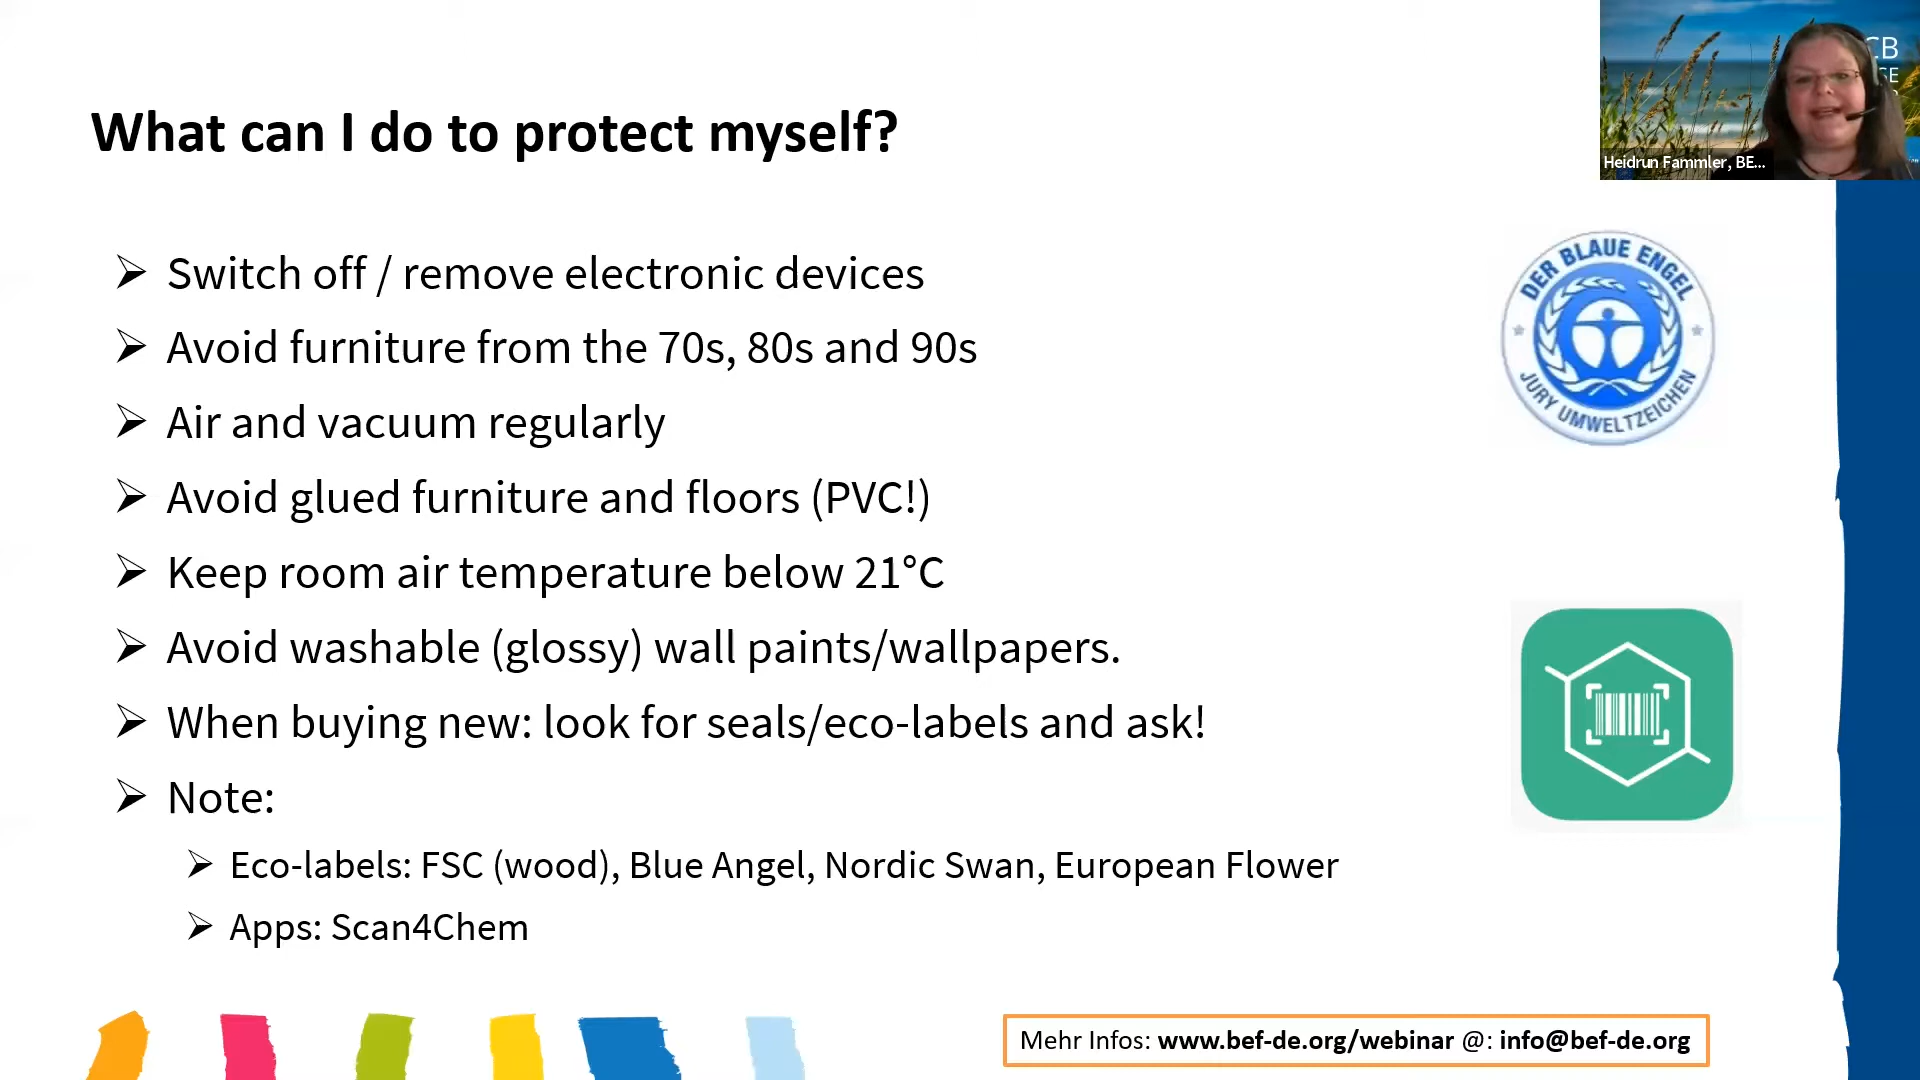 What can I do to protect myself?
Switch off / remove electronic devices
Avoid furniture from the 70s, 80s and 90s
Air and vacuum regularly
Avoid glued furniture and floors (PVC!)
Keep room air temperature below 21°C
Avoid washable (glossy) wall paints/wallpapers.
When buying new: look for seals/eco-labels and ask!
Note:
Eco-labels: FSC (wood), Blue Angel, Nordic Swan, European Flower
Apps: Scan4Chem
CB
Heidrun Fammler, BE...
DER BLAUE ENGEL
JURY UMWELTZEICHEN
Mehr Infos: www.bef-de.org/webinar @: info@bef-de.org